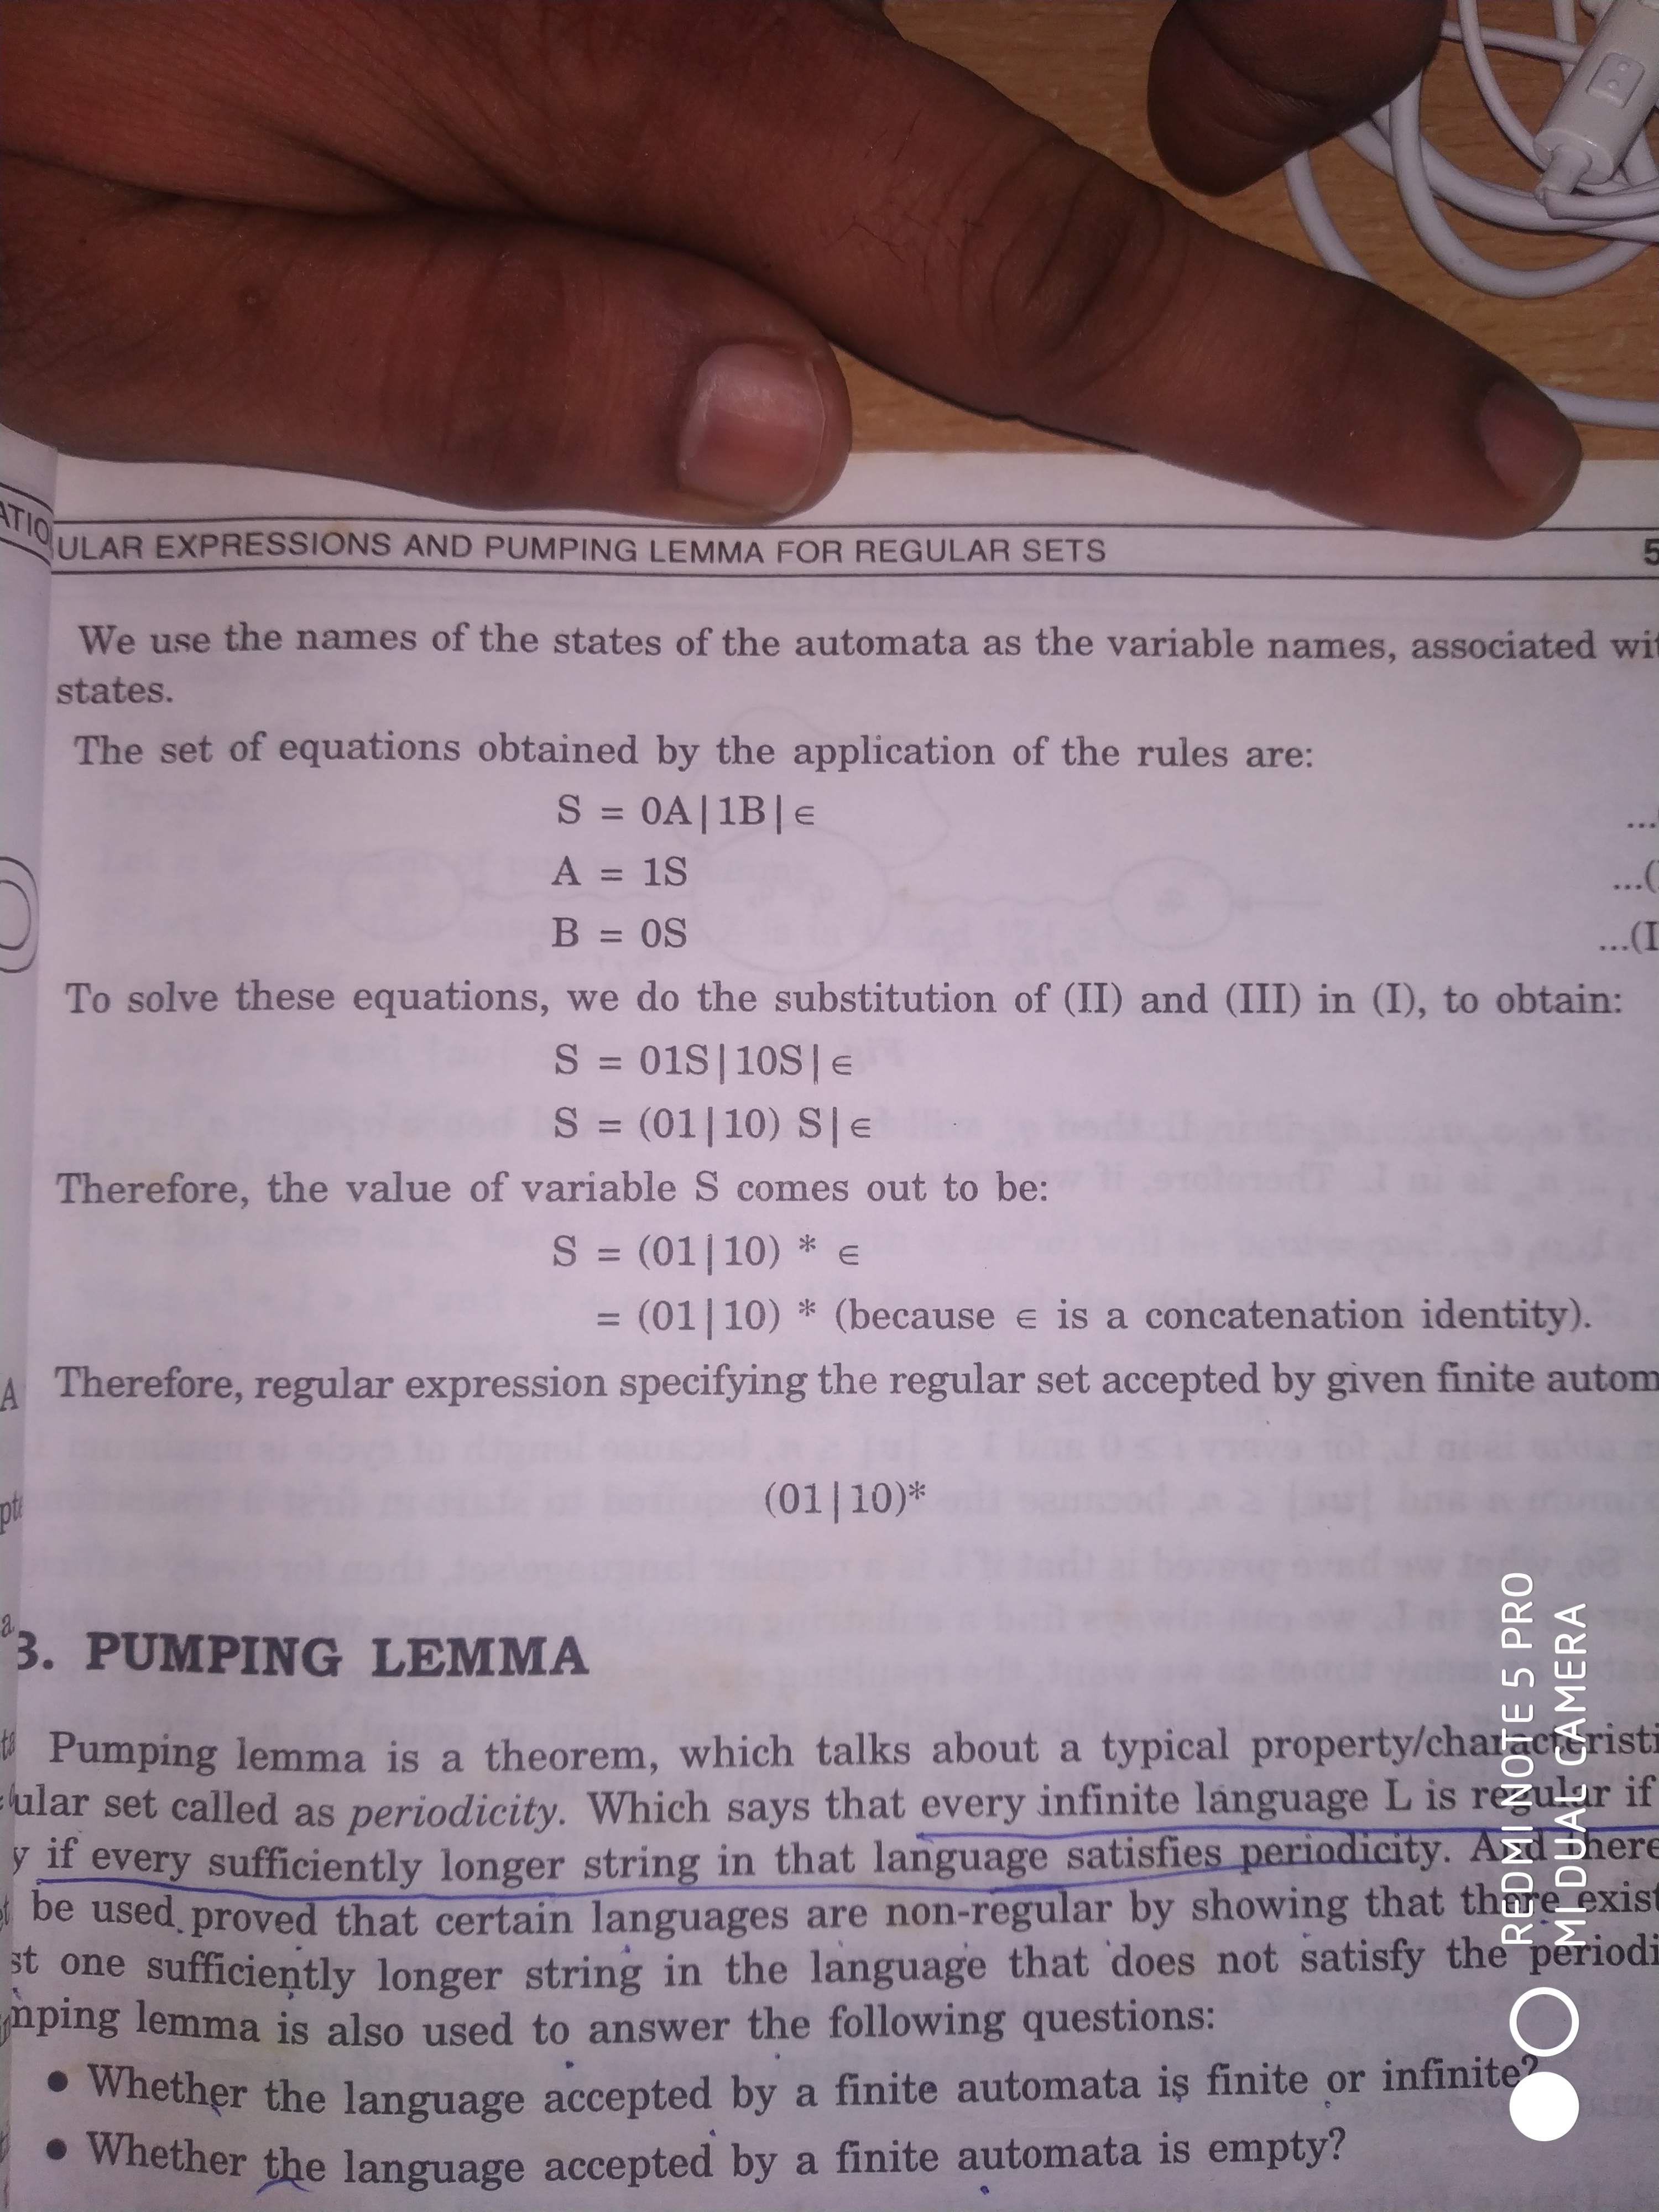 ULAR EXPRESSIONS AND PUMPING LEMMA FOR REGULAR SETS 5
We use the names of the states of the automata as the variable names, associated wit
states.
The set of equations obtained by the application of the rules are:
S = 0A|1B|∈ ...
A = 1S ...(
B = 0S ...(I
To solve these equations, we do the substitution of (II) and (III) in (I), to obtain:
S = 01S|10S|∈
S = (01|10) S|∈
Therefore, the value of variable S comes out to be:
S = (01|10) * ∈
= (01|10) * (because ∈ is a concatenation identity).
Therefore, regular expression specifying the regular set accepted by given finite autom
(01|10)*
3. PUMPING LEMMA
Pumping lemma is a theorem, which talks about a typical property/characteristi
ular set called as periodicity. Which says that every infinite language L is regular if
y if every sufficiently longer string in that language satisfies periodicity. And there
be used proved that certain languages are non-regular by showing that there exist
st one sufficiently longer string in the language that does not satisfy the periodi
mping lemma is also used to answer the following questions:
• Whether the language accepted by a finite automata is finite or infinite?
• Whether the language accepted by a finite automata is empty?
REDMI NOTE 5 PRO
MI DUAL CAMERA